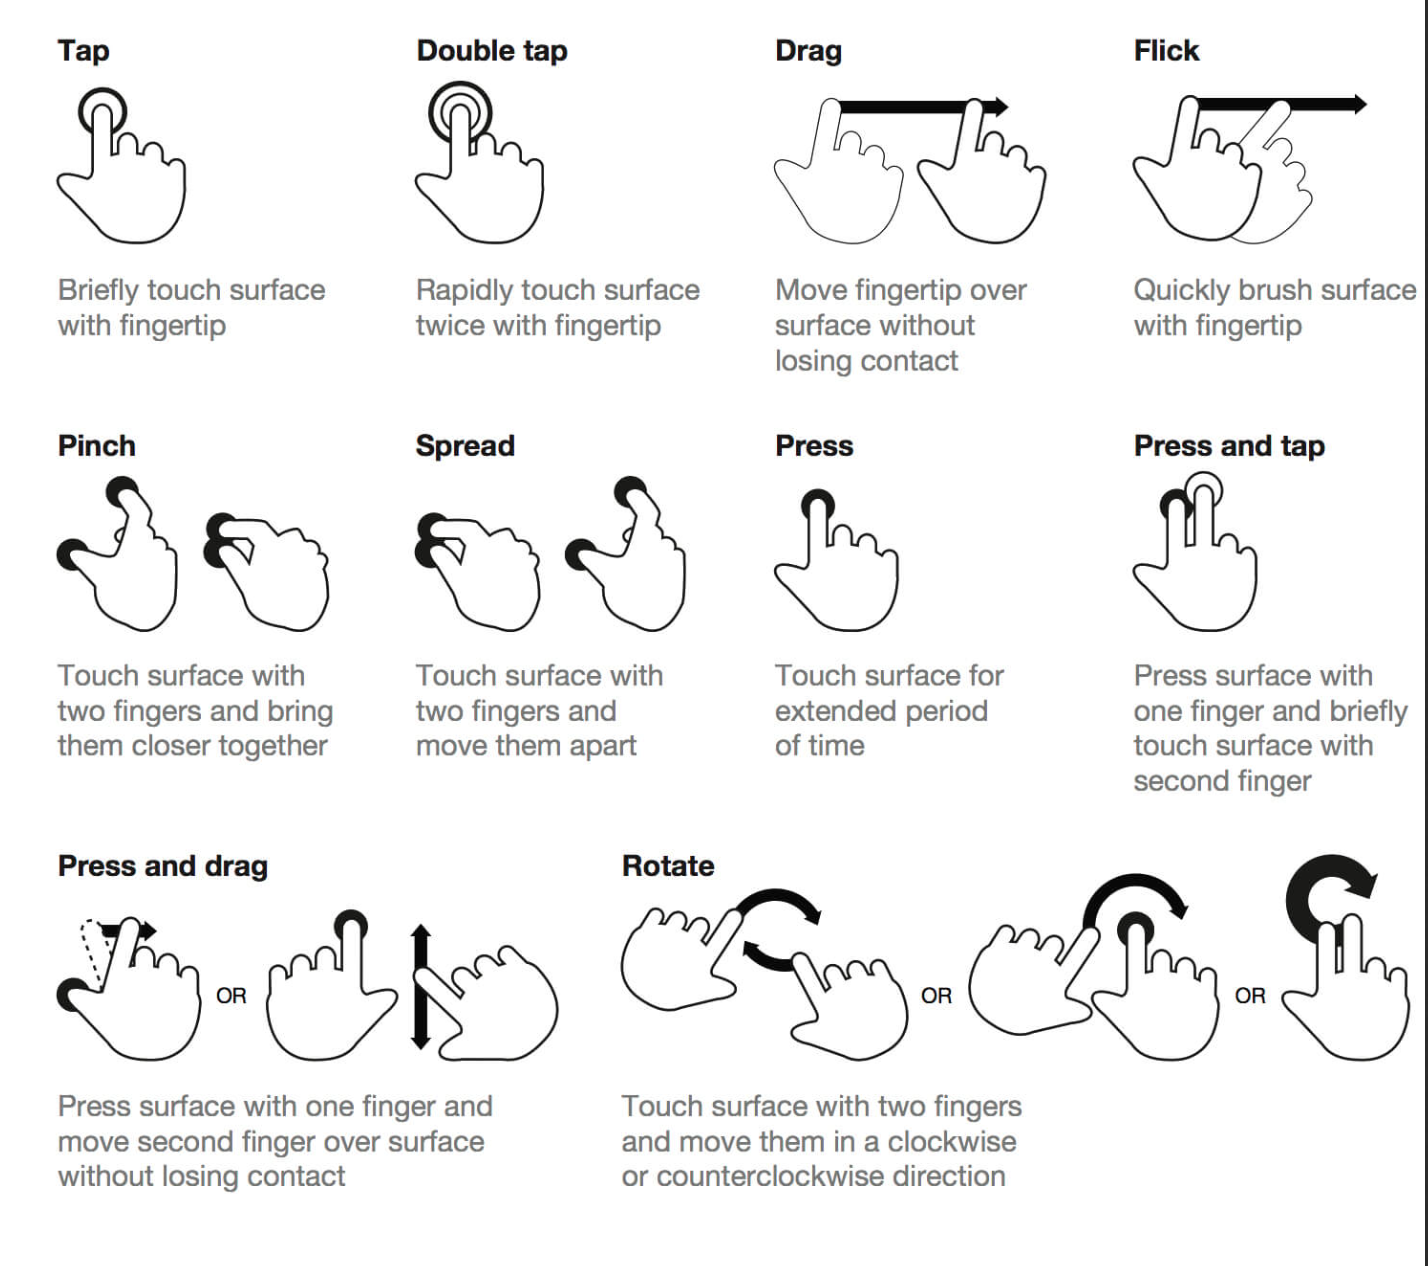 Tap
Briefly touch surface
with fingertip
Double tap
Rapidly touch surface
twice with fingertip
Drag
Move fingertip over
surface without
losing contact
Flick
Quickly brush surface
with fingertip
Pinch
Touch surface with
two fingers and bring
them closer together
Spread
Touch surface with
two fingers and
move them apart
Press
Touch surface for
extended period
of time
Press and tap
Press surface with
one finger and briefly
touch surface with
second finger
Press and drag
OR
Press surface with one finger and
move second finger over surface
without losing contact
Rotate
OR
OR
Touch surface with two fingers
and move them in a clockwise
or counterclockwise direction